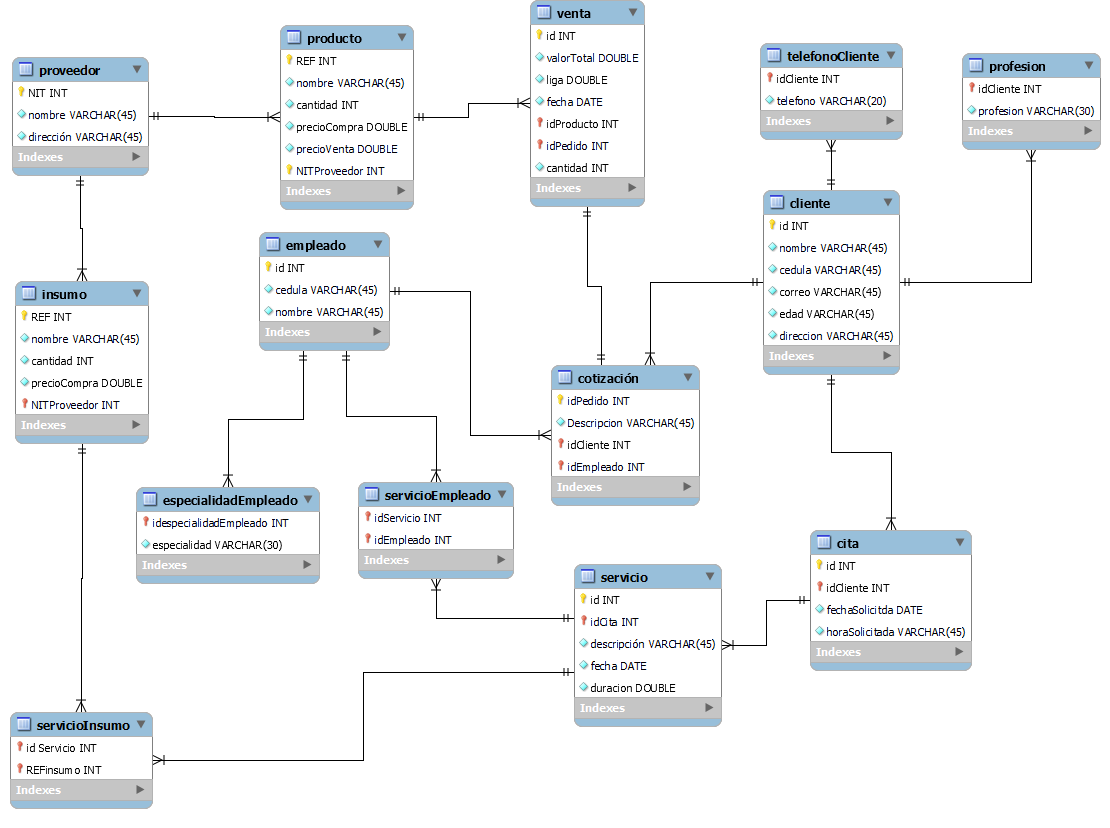 proveedor
NIT INT
nombre VARCHAR(45)
dirección VARCHAR(45)
Indexes
producto
REF INT
nombre VARCHAR(45)
cantidad INT
precioCompra DOUBLE
precioVenta DOUBLE
NITProveedor INT
Indexes
venta
id INT
valorTotal DOUBLE
liga DOUBLE
fecha DATE
idProducto INT
idPedido INT
cantidad INT
Indexes
telefonoCliente
idCliente INT
telefono VARCHAR(20)
Indexes
profesion
idCliente INT
profesion VARCHAR(30)
Indexes
cliente
id INT
nombre VARCHAR(45)
cedula VARCHAR(45)
correo VARCHAR(45)
edad VARCHAR(45)
direccion VARCHAR(45)
Indexes
empleado
id INT
cedula VARCHAR(45)
nombre VARCHAR(45)
Indexes
insumo
REF INT
nombre VARCHAR(45)
cantidad INT
precioCompra DOUBLE
NITProveedor INT
Indexes
cotización
idPedido INT
Descripcion VARCHAR(45)
idCliente INT
idEmpleado INT
Indexes
especialidadEmpleado
idespecialidadEmpleado INT
especialidad VARCHAR(30)
Indexes
servicioEmpleado
idServicio INT
idEmpleado INT
Indexes
servicio
id INT
idCita INT
descripción VARCHAR(45)
fecha DATE
duracion DOUBLE
Indexes
cita
id INT
idCliente INT
fechaSolicitda DATE
horaSolicitada VARCHAR(45)
Indexes
servicioInsumo
id Servicio INT
REFinsumo INT
Indexes